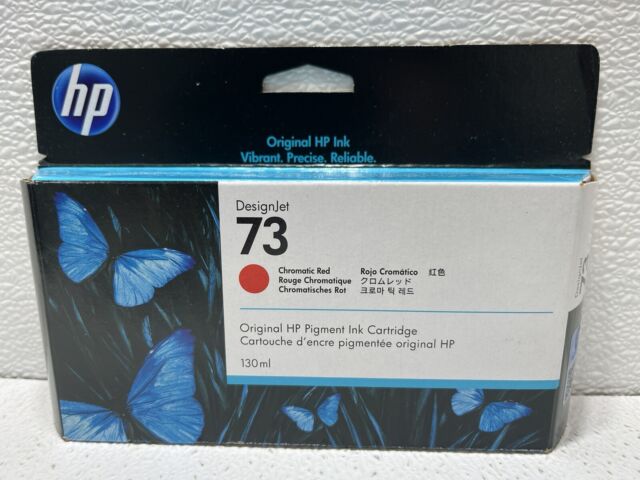 hp
Original HP Ink
Vibrant. Precise. Reliable.
DesignJet
73
Chromatic Red
Rouge Chromatique
Chromatisches Rot
Rojo Cromático
クロムレッド
크로마 틱 레드
红色
Original HP Pigment Ink Cartridge
Cartouche d'encre pigmentée original HP
130ml